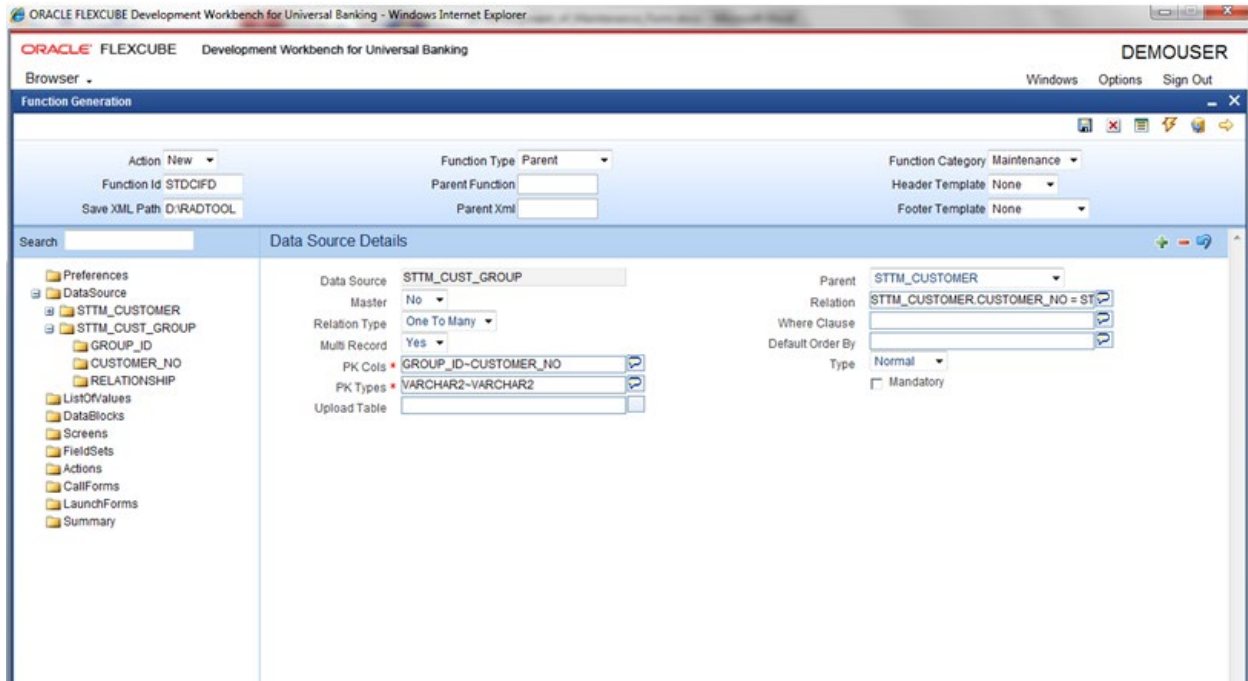 ORACLE FLEXCUBE Development Workbench for Universal Banking - Windows Internet Explorer
ORACLE FLEXCUBE Development Workbench for Universal Banking
DEMOUSER
Browser
Windows Options Sign Out
Function Generation
Action New Function Type Parent Function Category Maintenance
Function Id STDCIFD Parent Function Header Template None
Save XML Path D:\RADTOOL Parent Xml Footer Template None
Search
Data Source Details
Preferences
DataSource
STTM_CUSTOMER
STTM_CUST_GROUP
GROUP_ID
CUSTOMER_NO
RELATIONSHIP
ListOfValues
DataBlocks
Screens
FieldSets
Actions
CallForms
LaunchForms
Summary
Data Source STTM_CUST_GROUP
Master No
Relation Type One To Many
Multi Record Yes
PK Cols * GROUP_ID~CUSTOMER_NO
PK Types * VARCHAR2~VARCHAR2
Upload Table
Parent STTM_CUSTOMER
Relation STTM_CUSTOMER.CUSTOMER_NO = ST
Where Clause
Default Order By
Type Normal
Mandatory